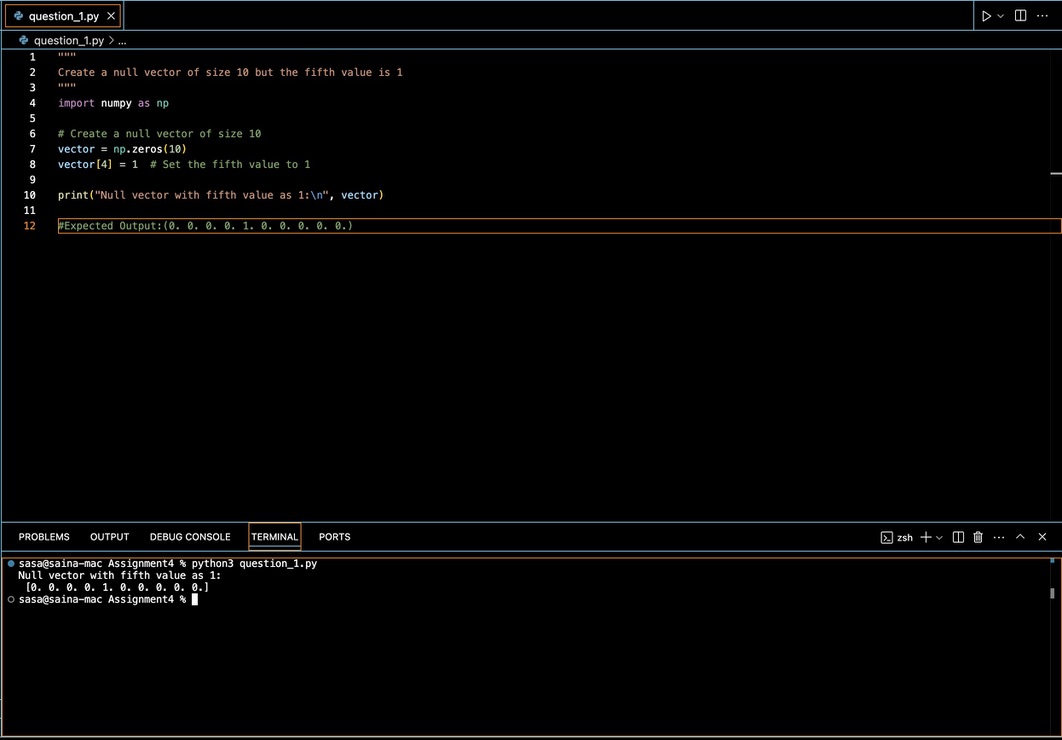 question_1.py
question_1.py > ...
1 """
2 Create a null vector of size 10 but the fifth value is 1
3 """
4 import numpy as np
5
6 # Create a null vector of size 10
7 vector = np.zeros(10)
8 vector[4] = 1  # Set the fifth value to 1
9
10 print("Null vector with fifth value as 1:\n", vector)
11
12 #Expected Output:(0. 0. 0. 0. 1. 0. 0. 0. 0. 0.)
PROBLEMS OUTPUT DEBUG CONSOLE TERMINAL PORTS zsh
sasa@saina-mac Assignment4 % python3 question_1.py
Null vector with fifth value as 1:
[0. 0. 0. 0. 1. 0. 0. 0. 0. 0.]
sasa@saina-mac Assignment4 %